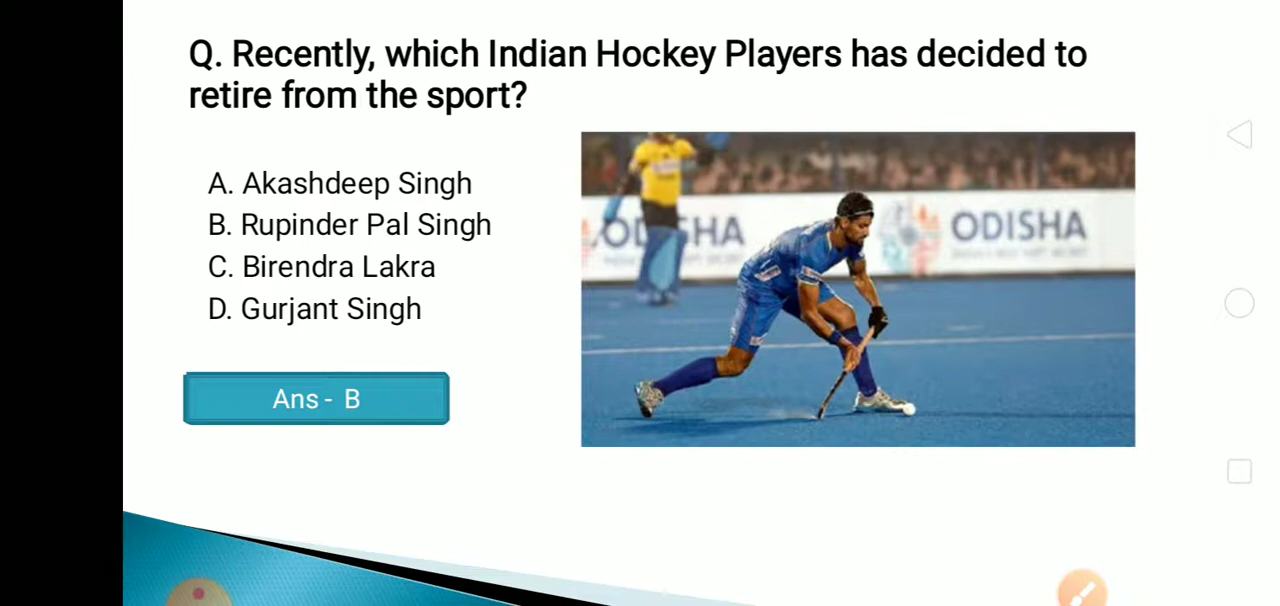 Q. Recently, which Indian Hockey Players has decided to
retire from the sport?
A. Akashdeep Singh
B. Rupinder Pal Singh
C. Birendra Lakra
D. Gurjant Singh
Ans - B
ODISHA
ODISHA